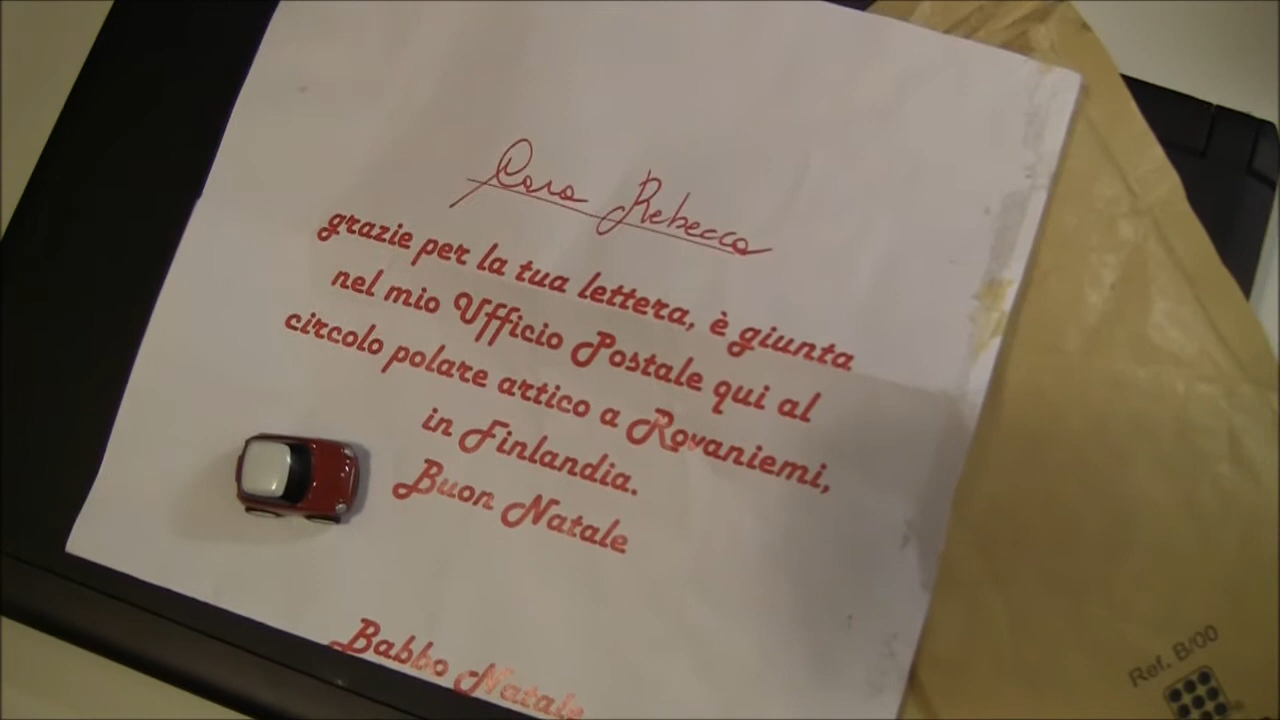 Cara Rebecca
grazie per la tua lettera, è giunta
nel mio Ufficio Postale qui al
circolo polare artico a Rovaniemi,
in Finlandia.
Buon Natale
Babbo Natale
Ref. B/00